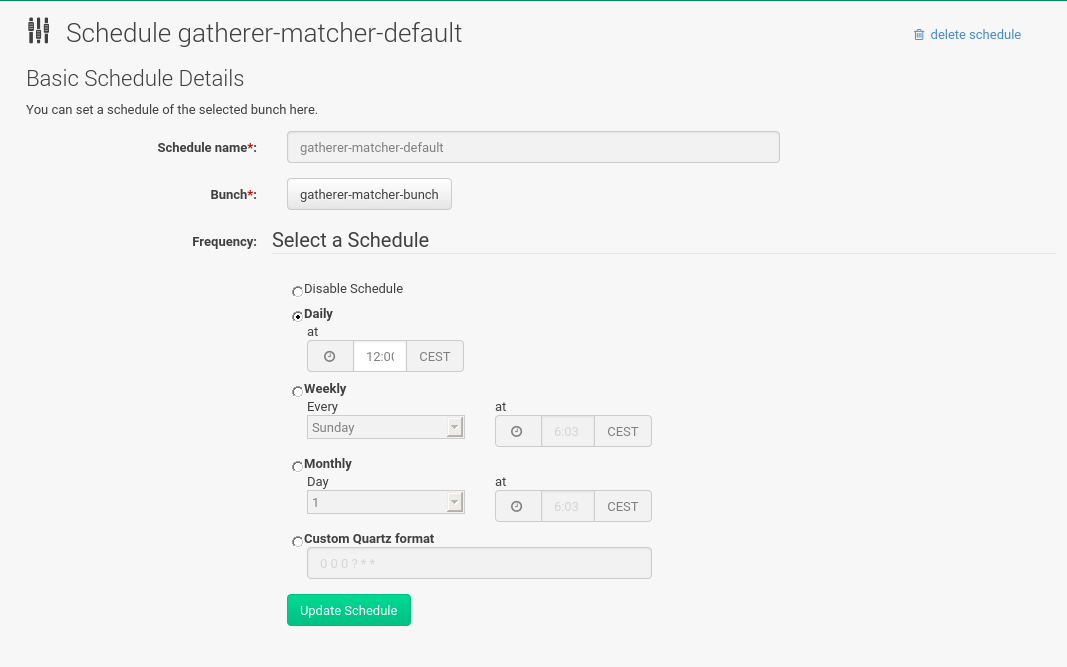 Schedule gatherer-matcher-default
delete schedule
Basic Schedule Details
You can set a schedule of the selected bunch here.
Schedule name*:
gatherer-matcher-default
Bunch*:
gatherer-matcher-bunch
Frequency:
Select a Schedule
Disable Schedule
Daily
at
12:00 CEST
Weekly
Every at
Sunday 6:03 CEST
Monthly
Day at
1 6:03 CEST
Custom Quartz format
0 0 0 ? * *
Update Schedule